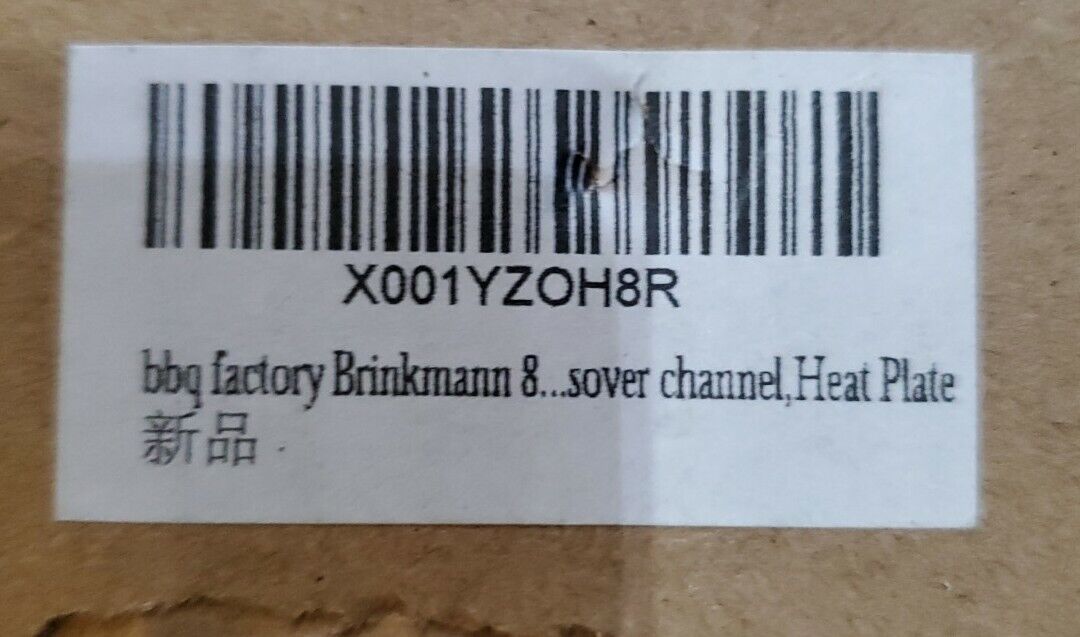 X001YZOH8R
bbq factory Brinkmann 8...sover channel,Heat Plate
新品